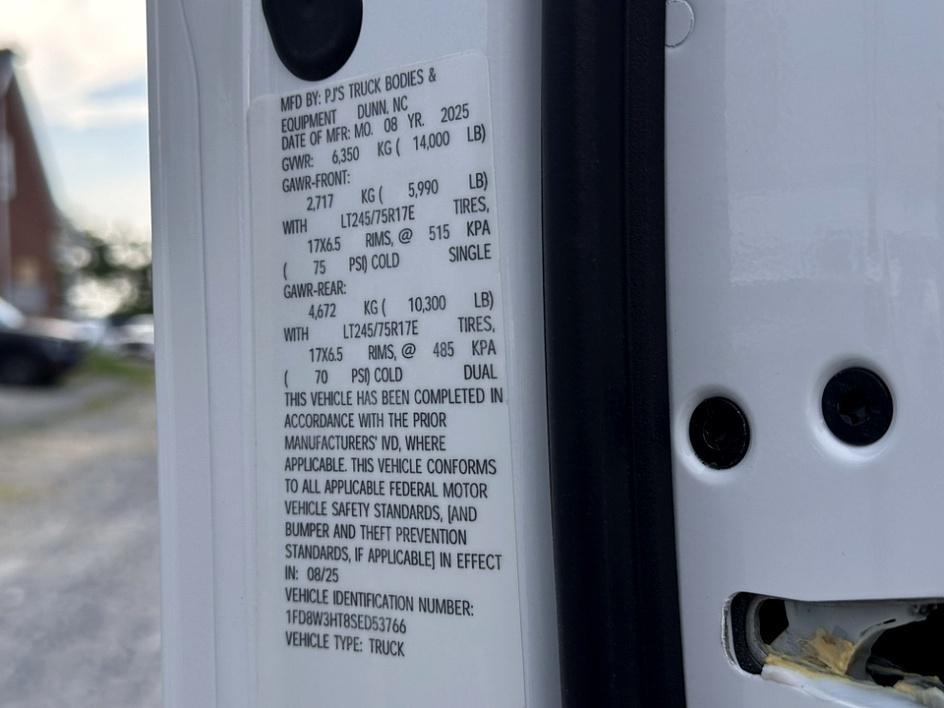 MFD BY: PJ'S TRUCK BODIES &
EQUIPMENT DUNN, NC
DATE OF MFR: MO. 08 YR. 2025
GVWR: 6,350 KG ( 14,000 LB)
GAWR-FRONT:
2,717 KG ( 5,990 LB)
WITH LT245/75R17E TIRES,
17X6.5 RIMS, @ 515 KPA
( 75 PSI) COLD SINGLE
GAWR-REAR:
4,672 KG ( 10,300 LB)
WITH LT245/75R17E TIRES,
17X6.5 RIMS, @ 485 KPA
( 70 PSI) COLD DUAL
THIS VEHICLE HAS BEEN COMPLETED IN
ACCORDANCE WITH THE PRIOR
MANUFACTURERS' IVD, WHERE
APPLICABLE. THIS VEHICLE CONFORMS
TO ALL APPLICABLE FEDERAL MOTOR
VEHICLE SAFETY STANDARDS, [AND
BUMPER AND THEFT PREVENTION
STANDARDS, IF APPLICABLE] IN EFFECT
IN: 08/25
VEHICLE IDENTIFICATION NUMBER:
1FD8W3HT8SED53766
VEHICLE TYPE: TRUCK